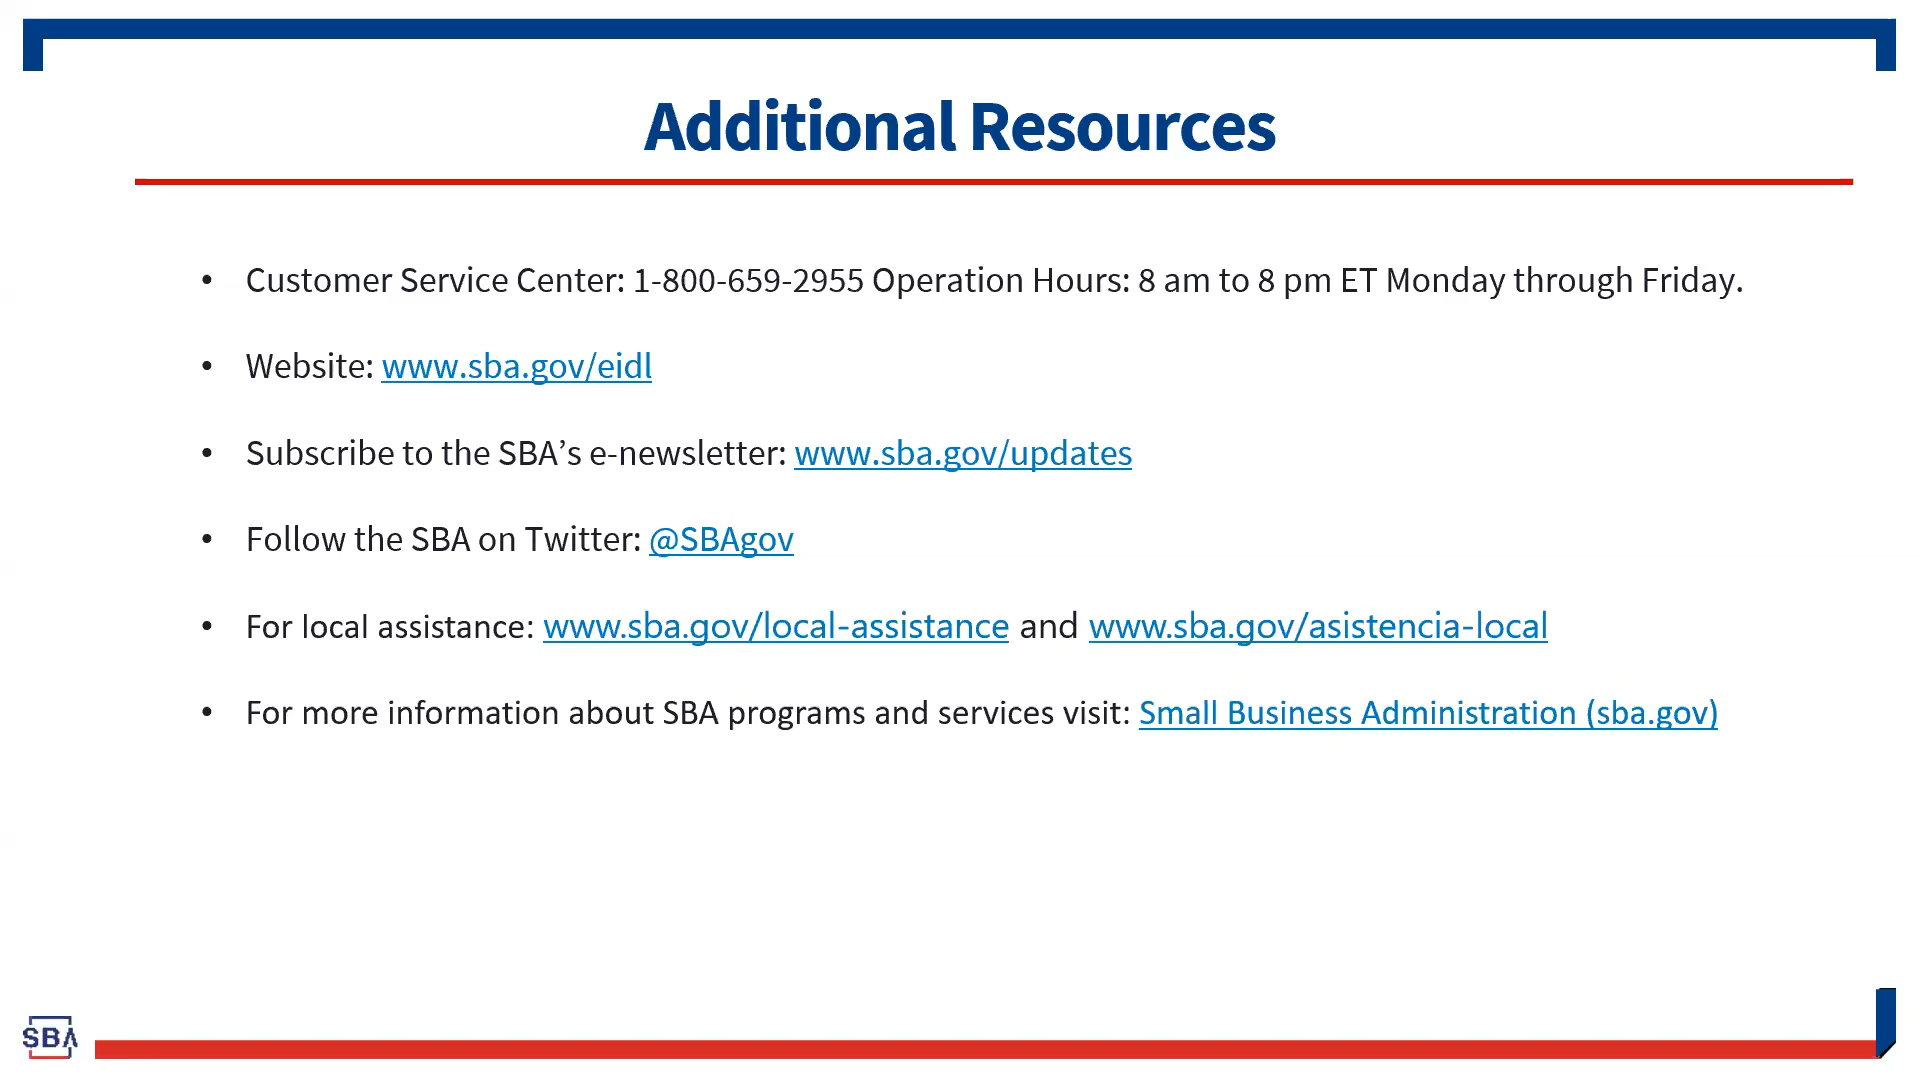 Additional Resources
• Customer Service Center: 1-800-659-2955 Operation Hours: 8 am to 8 pm ET Monday through Friday.
• Website: www.sba.gov/eidl
• Subscribe to the SBA’s e-newsletter: www.sba.gov/updates
• Follow the SBA on Twitter: @SBAgov
• For local assistance: www.sba.gov/local-assistance and www.sba.gov/asistencia-local
• For more information about SBA programs and services visit: Small Business Administration (sba.gov)
SBA